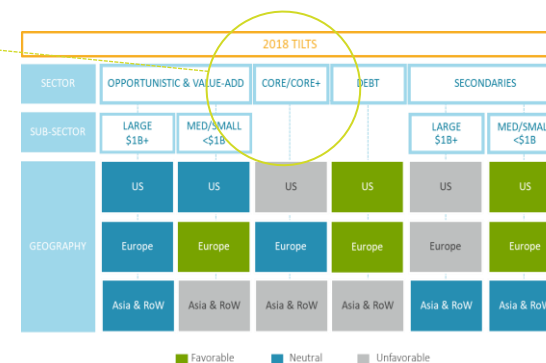 2018 TILTS
SECTOR OPPORTUNISTIC & VALUE-ADD CORE/CORE+ DEBT SECONDARIES
SUB-SECTOR LARGE $1B+ MED/SMALL <$1B LARGE $1B+ MED/SMALL <$1B
US US US US US US
GEOGRAPHY Europe Europe Europe Europe Europe Europe
Asia & RoW Asia & RoW Asia & RoW Asia & RoW Asia & RoW Asia & RoW
Favorable Neutral Unfavorable